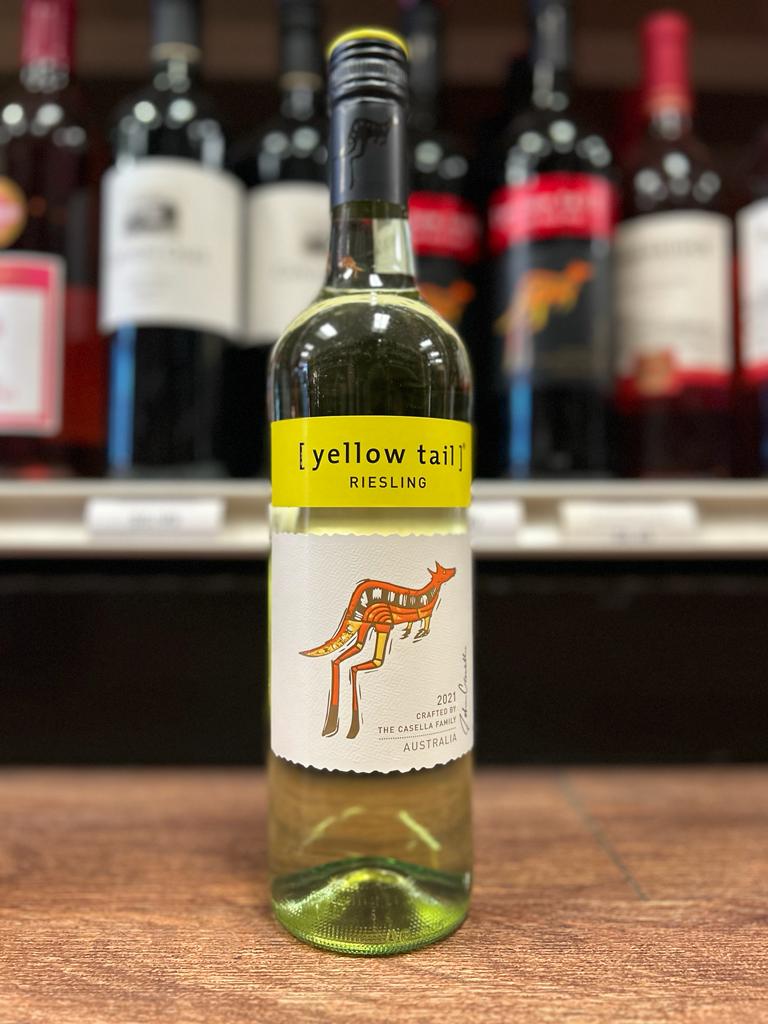 [ yellow tail ]®
RIESLING
2021
CRAFTED BY
THE CASELLA FAMILY
AUSTRALIA